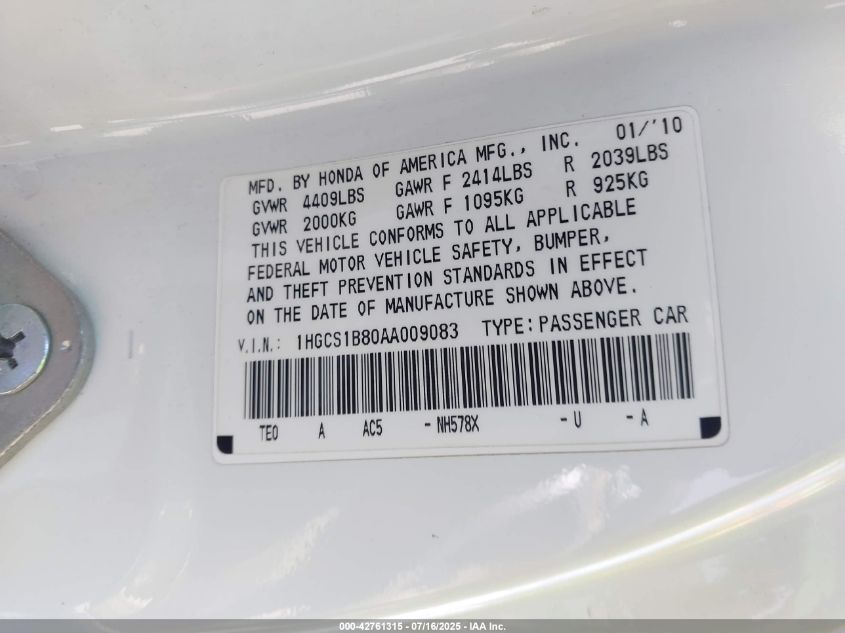 MFD. BY HONDA OF AMERICA MFG., INC. 01/'10
GVWR 4409LBS GAWR F 2414LBS R 2039LBS
GVWR 2000KG GAWR F 1095KG R 925KG
THIS VEHICLE CONFORMS TO ALL APPLICABLE
FEDERAL MOTOR VEHICLE SAFETY, BUMPER,
AND THEFT PREVENTION STANDARDS IN EFFECT
ON THE DATE OF MANUFACTURE SHOWN ABOVE.
V.I.N.: 1HGCS1B80AA009083 TYPE: PASSENGER CAR
TE0 A AC5 - NH578X - U - A
000-42761315 - 07/16/2025 - IAA Inc.